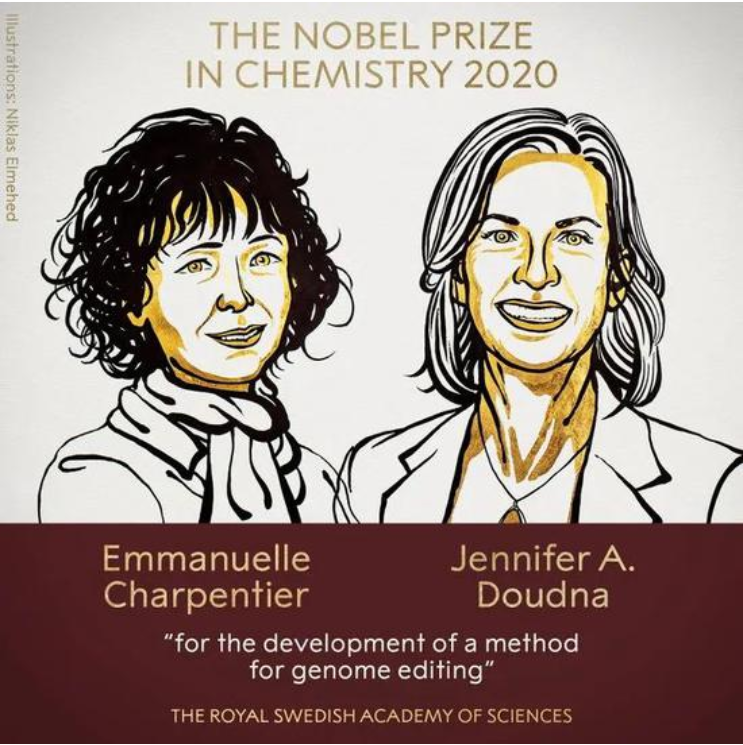 Illustrations: Niklas Elmehed
THE NOBEL PRIZE
IN CHEMISTRY 2020
Emmanuelle
Charpentier
Jennifer A.
Doudna
“for the development of a method
for genome editing”
THE ROYAL SWEDISH ACADEMY OF SCIENCES